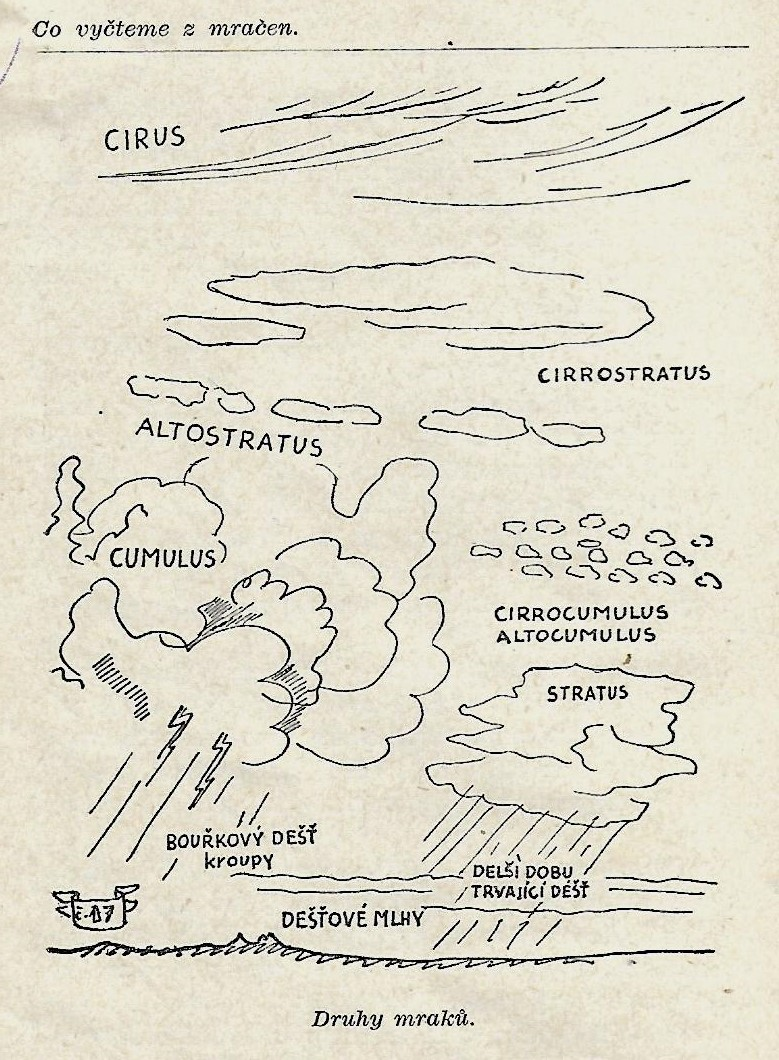 Co vyčteme z mračen.
CIRUS
CIRROSTRATUS
ALTOSTRATUS
CUMULUS
CIRROCUMULUS
ALTOCUMULUS
STRATUS
BOUŘKOVÝ DEŠŤ
kroupy
DELŠÍ DOBU
TRVAJÍCÍ DÉŠŤ
DEŠŤOVÉ MLHY
Druhy mraků.